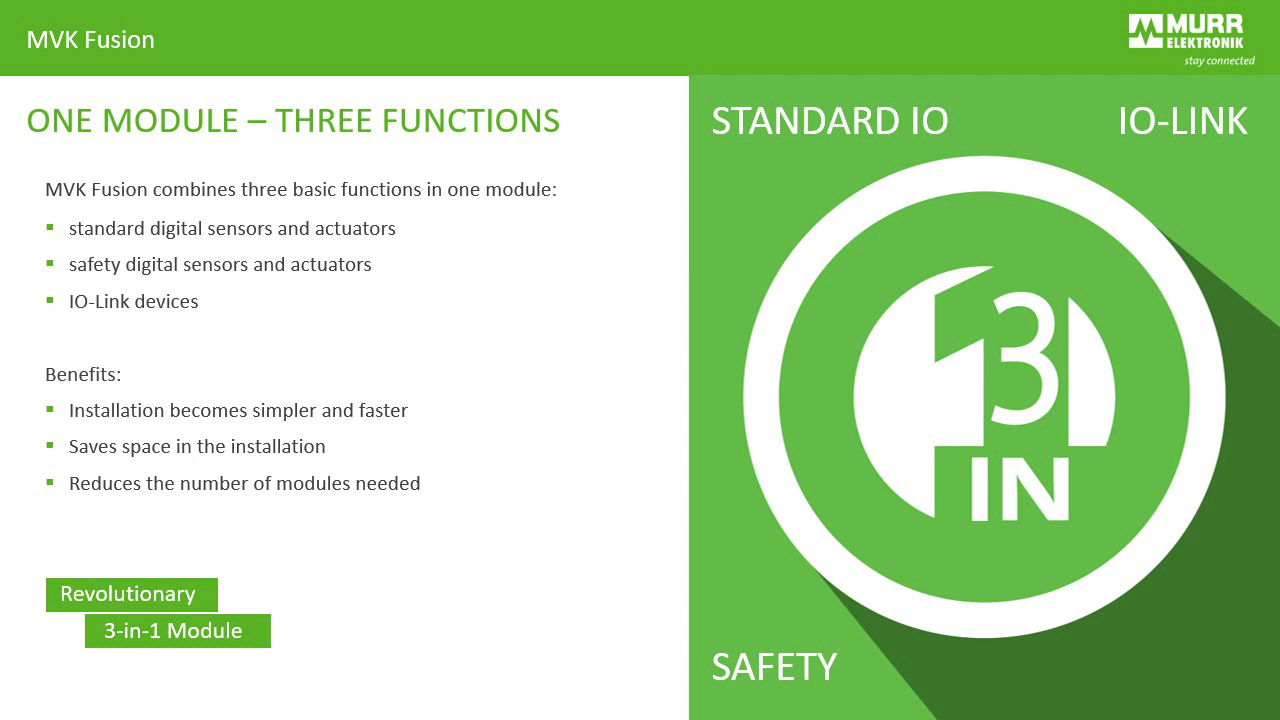 MVK Fusion
MURR
ELEKTRONIK
stay connected
ONE MODULE – THREE FUNCTIONS
MVK Fusion combines three basic functions in one module:
▪ standard digital sensors and actuators
▪ safety digital sensors and actuators
▪ IO-Link devices
Benefits:
▪ Installation becomes simpler and faster
▪ Saves space in the installation
▪ Reduces the number of modules needed
Revolutionary
3-in-1 Module
STANDARD IO
IO-LINK
1 3
IN
SAFETY